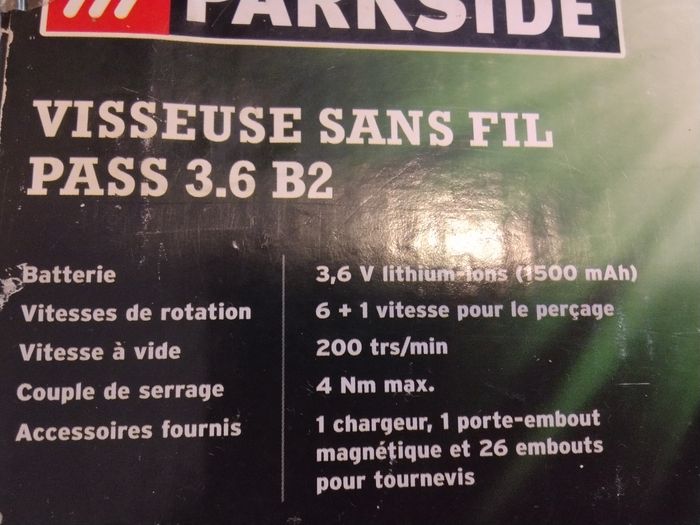 PARKSIDE
VISSEUSE SANS FIL
PASS 3.6 B2
Batterie 3,6 V lithium-ions (1500 mAh)
Vitesses de rotation 6 + 1 vitesse pour le perçage
Vitesse à vide 200 trs/min
Couple de serrage 4 Nm max.
Accessoires fournis 1 chargeur, 1 porte-embout
magnétique et 26 embouts
pour tournevis